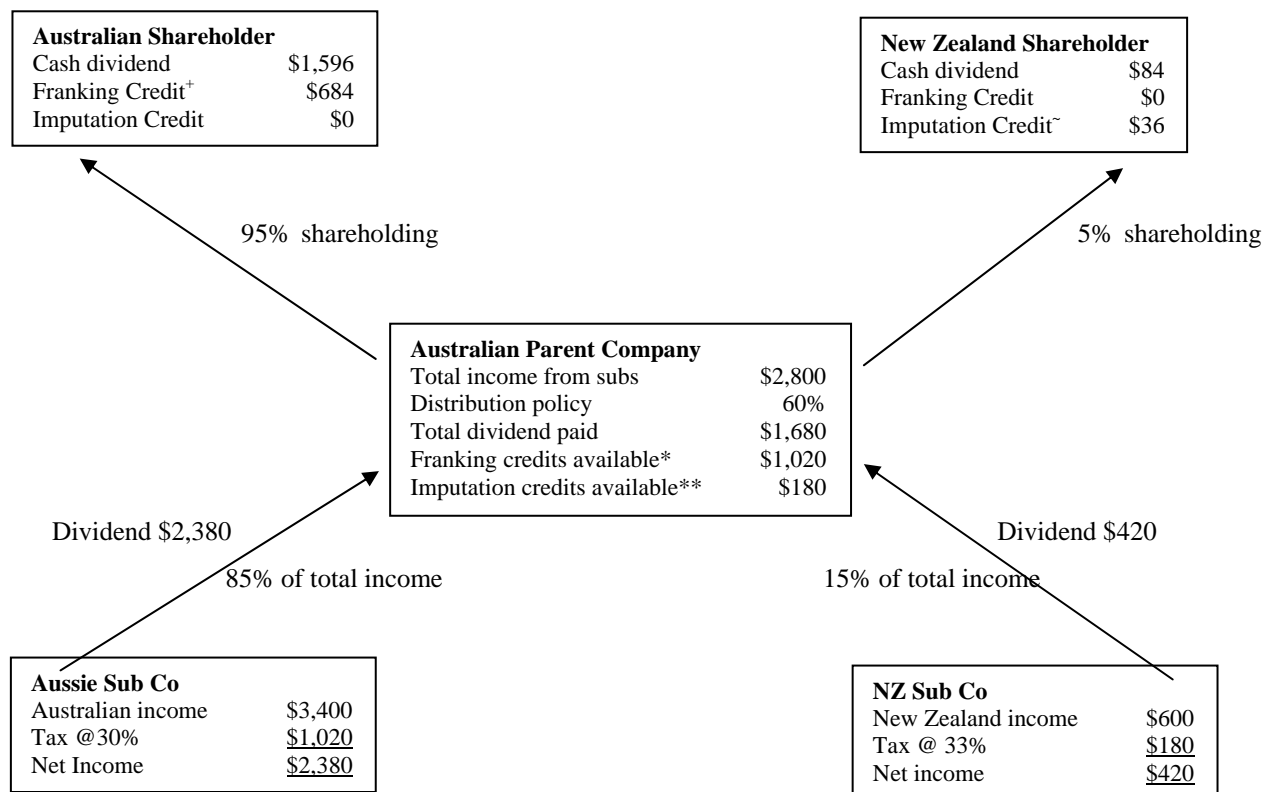 Australian Shareholder
Cash dividend $1,596
Franking Credit+ $684
Imputation Credit $0
New Zealand Shareholder
Cash dividend $84
Franking Credit $0
Imputation Credit~ $36
95% shareholding
5% shareholding
Australian Parent Company
Total income from subs $2,800
Distribution policy 60%
Total dividend paid $1,680
Franking credits available* $1,020
Imputation credits available** $180
Dividend $2,380
Dividend $420
85% of total income
15% of total income
Aussie Sub Co
Australian income $3,400
Tax @30% $1,020
Net Income $2,380
NZ Sub Co
New Zealand income $600
Tax @ 33% $180
Net income $420